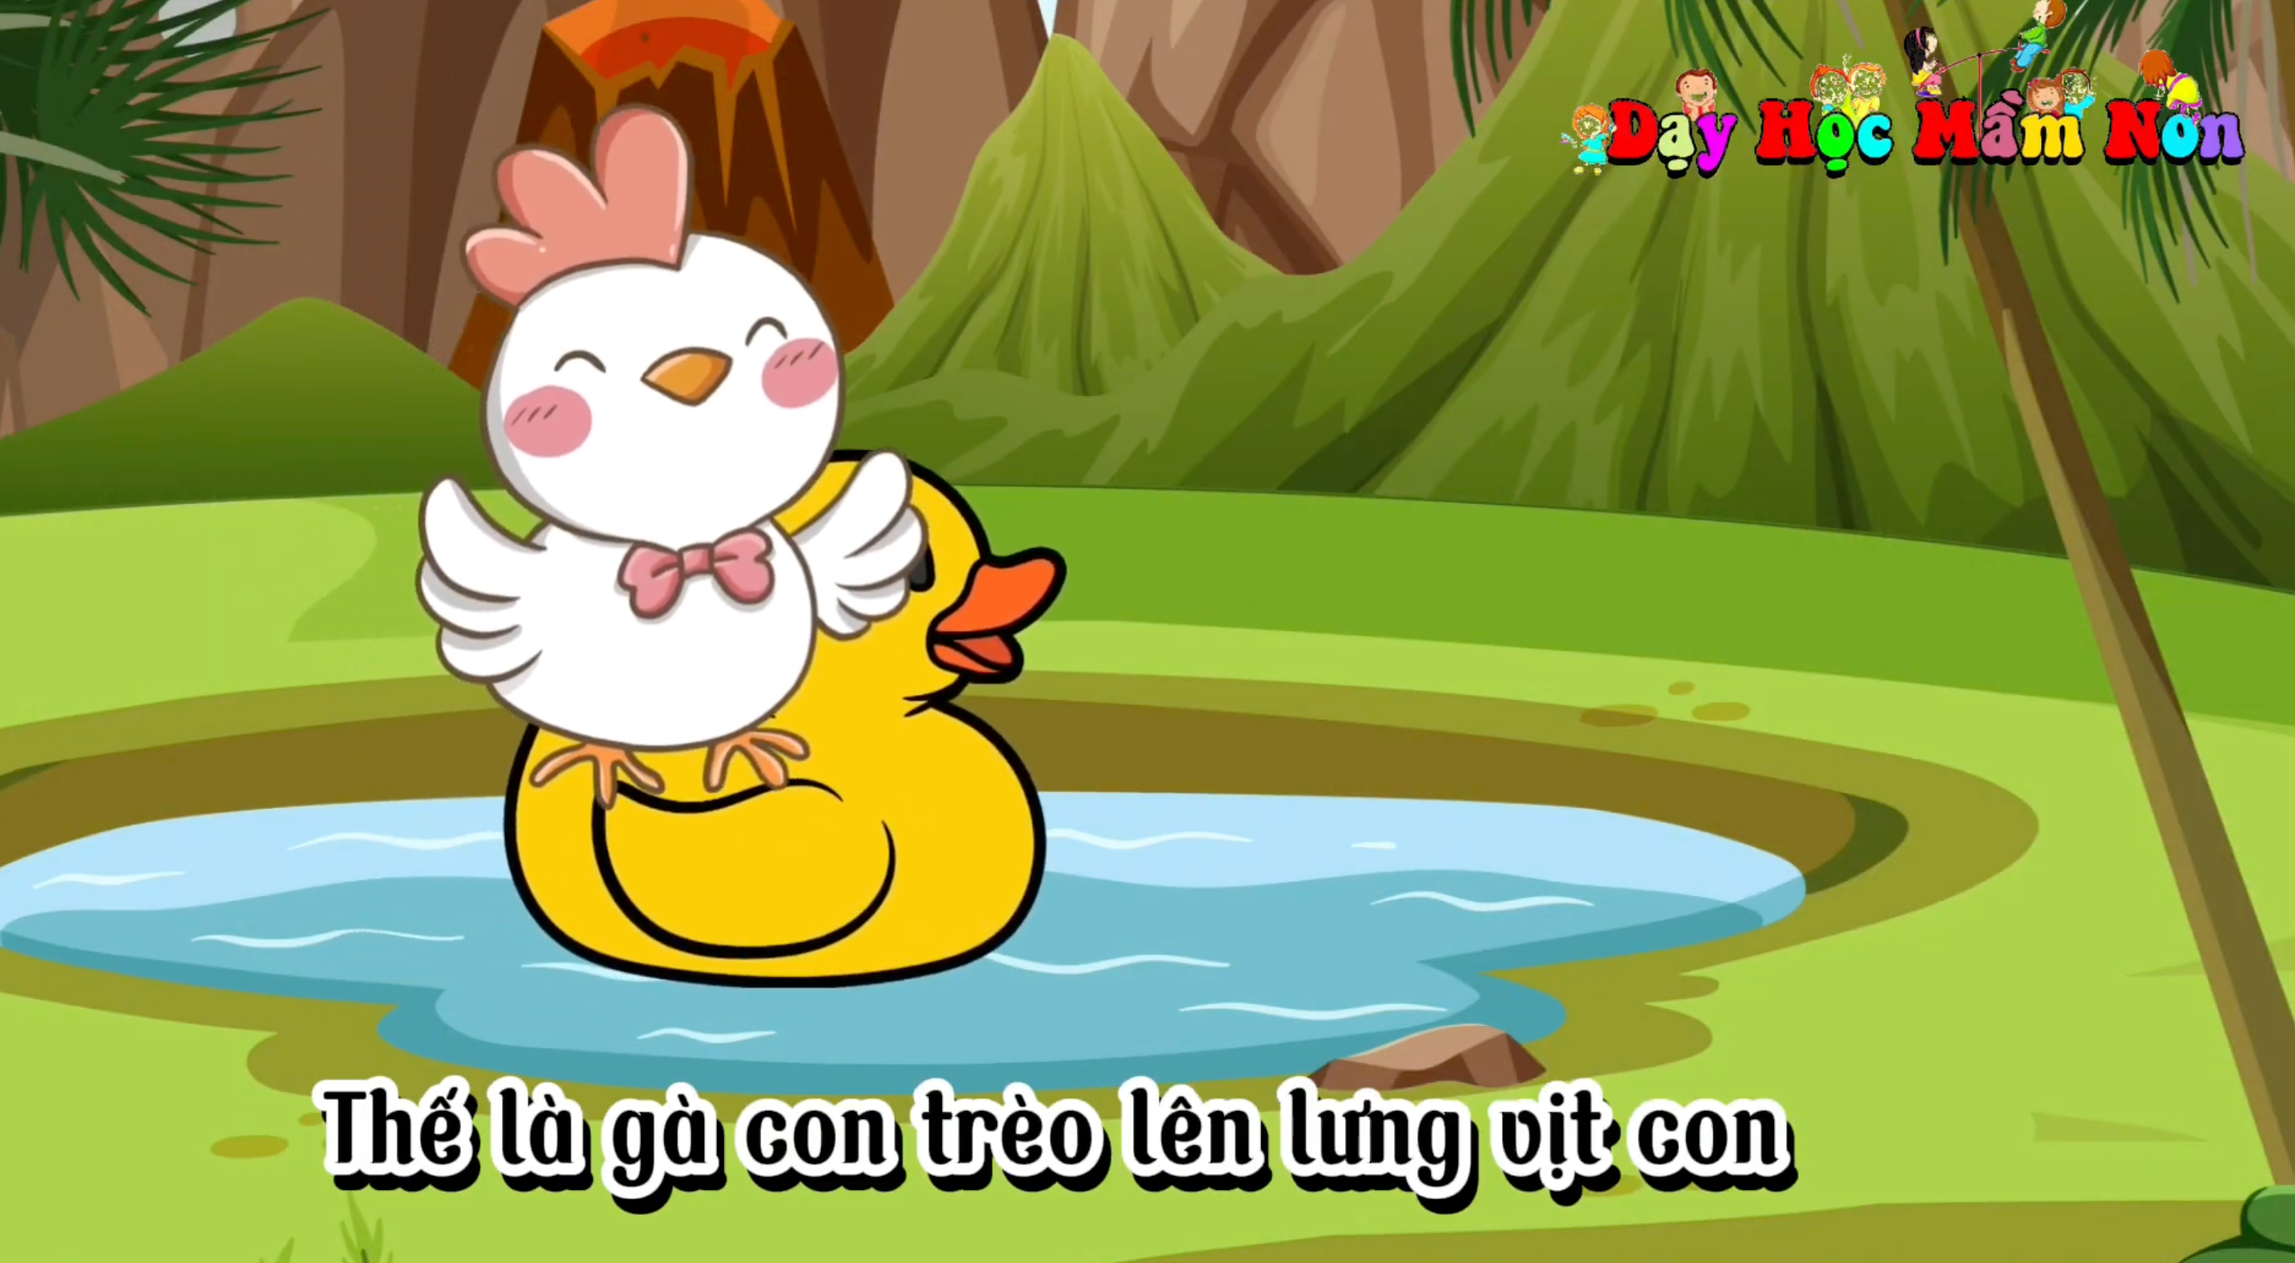 Dạy Học Mầm Non
Thế là gà con trèo lên lưng vịt con